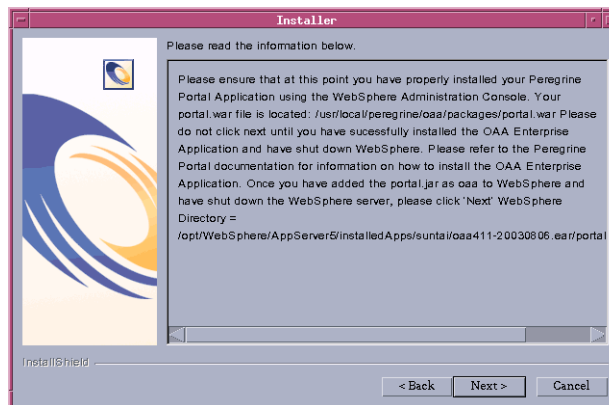 Installer
Please read the information below.
Please ensure that at this point you have properly installed your Peregrine
Portal Application using the WebSphere Administration Console. Your
portal.war file is located: /usr/local/peregrine/oaa/packages/portal.war Please
do not click next until you have sucessfully installed the OAA Enterprise
Application and have shut down WebSphere. Please refer to the Peregrine
Portal documentation for information on how to install the OAA Enterprise
Application. Once you have added the portal.jar as oaa to WebSphere and
have shut down the WebSphere server, please click 'Next' WebSphere
Directory =
/opt/WebSphere/AppServer5/installedApps/suntai/oaa411-20030806.ear/portal
InstallShield
< Back Next > Cancel